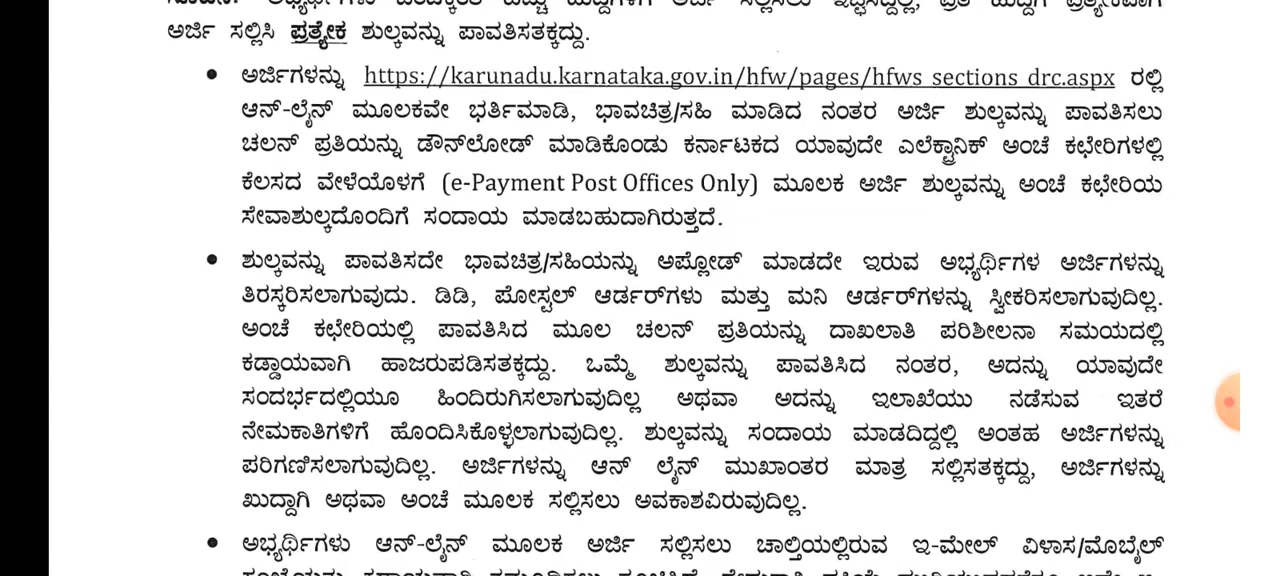 ಅರ್ಜಿ ಸಲ್ಲಿಸಿ ಪ್ರತ್ಯೇಕ ಶುಲ್ಕವನ್ನು ಪಾವತಿಸತಕ್ಕದ್ದು.
• ಅರ್ಜಿಗಳನ್ನು https://karunadu.karnataka.gov.in/hfw/pages/hfws sections drc.aspx ರಲ್ಲಿ
ಆನ್-ಲೈನ್ ಮೂಲಕವೇ ಭರ್ತಿಮಾಡಿ, ಭಾವಚಿತ್ರ/ಸಹಿ ಮಾಡಿದ ನಂತರ ಅರ್ಜಿ ಶುಲ್ಕವನ್ನು ಪಾವತಿಸಲು
ಚಲನ್ ಪ್ರತಿಯನ್ನು ಡೌನ್‌ಲೋಡ್ ಮಾಡಿಕೊಂಡು ಕರ್ನಾಟಕದ ಯಾವುದೇ ಎಲೆಕ್ಟ್ರಾನಿಕ್ ಅಂಚೆ ಕಛೇರಿಗಳಲ್ಲಿ
ಕೆಲಸದ ವೇಳೆಯೊಳಗೆ (e-Payment Post Offices Only) ಮೂಲಕ ಅರ್ಜಿ ಶುಲ್ಕವನ್ನು ಅಂಚೆ ಕಛೇರಿಯ
ಸೇವಾಶುಲ್ಕದೊಂದಿಗೆ ಸಂದಾಯ ಮಾಡಬಹುದಾಗಿರುತ್ತದೆ.
• ಶುಲ್ಕವನ್ನು ಪಾವತಿಸದೇ ಭಾವಚಿತ್ರ/ಸಹಿಯನ್ನು ಅಪ್ಲೋಡ್ ಮಾಡದೇ ಇರುವ ಅಭ್ಯರ್ಥಿಗಳ ಅರ್ಜಿಗಳನ್ನು
ತಿರಸ್ಕರಿಸಲಾಗುವುದು. ಡಿಡಿ, ಪೋಸ್ಟಲ್ ಆರ್ಡರ್‌ಗಳು ಮತ್ತು ಮನಿ ಆರ್ಡರ್‌ಗಳನ್ನು ಸ್ವೀಕರಿಸಲಾಗುವುದಿಲ್ಲ.
ಅಂಚೆ ಕಛೇರಿಯಲ್ಲಿ ಪಾವತಿಸಿದ ಮೂಲ ಚಲನ್ ಪ್ರತಿಯನ್ನು ದಾಖಲಾತಿ ಪರಿಶೀಲನಾ ಸಮಯದಲ್ಲಿ
ಕಡ್ಡಾಯವಾಗಿ ಹಾಜರುಪಡಿಸತಕ್ಕದ್ದು. ಒಮ್ಮೆ ಶುಲ್ಕವನ್ನು ಪಾವತಿಸಿದ ನಂತರ, ಅದನ್ನು ಯಾವುದೇ
ಸಂದರ್ಭದಲ್ಲಿಯೂ ಹಿಂದಿರುಗಿಸಲಾಗುವುದಿಲ್ಲ ಅಥವಾ ಅದನ್ನು ಇಲಾಖೆಯು ನಡೆಸುವ ಇತರೆ
ನೇಮಕಾತಿಗಳಿಗೆ ಹೊಂದಿಸಿಕೊಳ್ಳಲಾಗುವುದಿಲ್ಲ. ಶುಲ್ಕವನ್ನು ಸಂದಾಯ ಮಾಡದಿದ್ದಲ್ಲಿ ಅಂತಹ ಅರ್ಜಿಗಳನ್ನು
ಪರಿಗಣಿಸಲಾಗುವುದಿಲ್ಲ. ಅರ್ಜಿಗಳನ್ನು ಆನ್ ಲೈನ್ ಮುಖಾಂತರ ಮಾತ್ರ ಸಲ್ಲಿಸತಕ್ಕದ್ದು, ಅರ್ಜಿಗಳನ್ನು
ಖುದ್ದಾಗಿ ಅಥವಾ ಅಂಚೆ ಮೂಲಕ ಸಲ್ಲಿಸಲು ಅವಕಾಶವಿರುವುದಿಲ್ಲ.
• ಅಭ್ಯರ್ಥಿಗಳು ಆನ್-ಲೈನ್ ಮೂಲಕ ಅರ್ಜಿ ಸಲ್ಲಿಸಲು ಚಾಲ್ತಿಯಲ್ಲಿರುವ ಇ-ಮೇಲ್ ವಿಳಾಸ/ಮೊಬೈಲ್